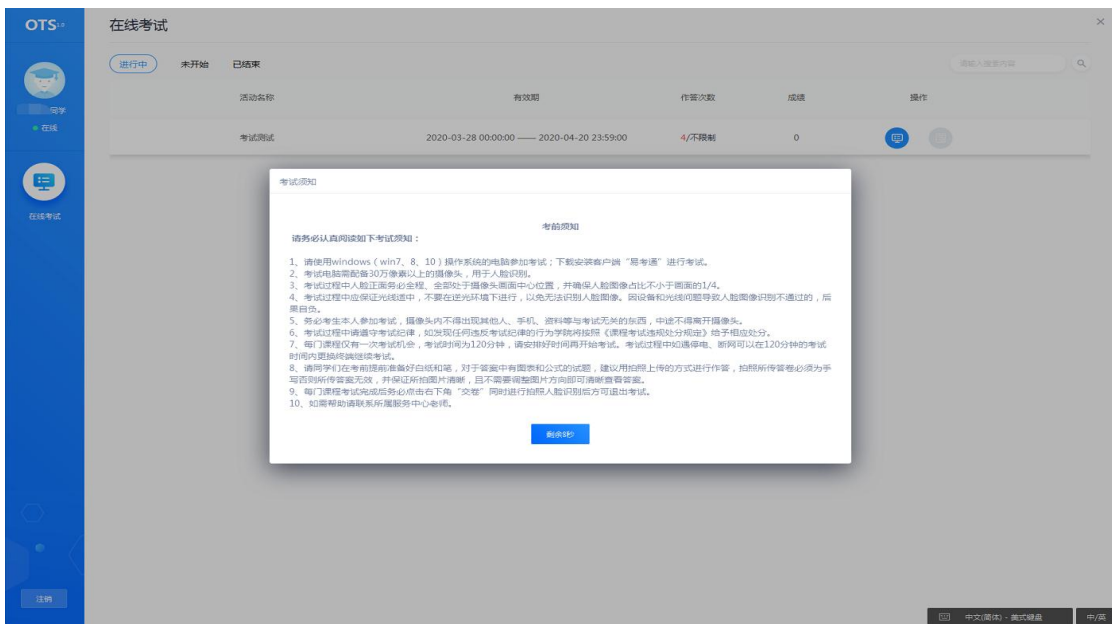 OTS
在线考试
进行中
未开始
已结束
请输入搜索内容
同学
在线
在线考试
活动名称
有效期
作答次数
成绩
操作
考试测试
2020-03-28 00:00:00 —— 2020-04-20 23:59:00
4/不限制
0
考试须知
考前须知
请务必认真阅读如下考试须知：
1、请使用windows（win7、8、10）操作系统的电脑参加考试；下载安装客户端“易考通”进行考试。
2、考试电脑需配备30万像素以上的摄像头，用于人脸识别。
3、考试过程中人脸正面务必全程、全部处于摄像头画面中心位置，并确保人脸图像占比不小于画面的1/4。
4、考试过程中应保证光线适中，不要在逆光环境下进行，以免无法识别人脸图像。因设备和光线问题导致人脸图像识别不通过的，后
果自负。
5、务必考生本人参加考试，摄像头内不得出现其他人、手机、资料等与考试无关的东西，中途不得离开摄像头。
6、考试过程中请遵守考试纪律，如发现任何违反考试纪律的行为学院将按照《课程考试违规处分规定》给予相应处分。
7、每门课程仅有一次考试机会，考试时间为120分钟，请安排好时间再开始考试。考试过程中如遇停电、断网可以在120分钟的考试
时间内更换终端继续考试。
8、请同学们在考前提前准备好白纸和笔，对于答案中有图表和公式的试题，建议用拍照上传的方式进行作答，拍照所传答卷必须为手
写否则所传答案无效，并保证所拍图片清晰，且不需要调整图片方向即可清晰查看答案。
9、每门课程考试完成后务必点击右下角“交卷”同时进行拍照人脸识别后方可退出考试。
10、如需帮助请联系所属服务中心老师。
剩余8秒
注销
中文(简体) - 美式键盘
中/英